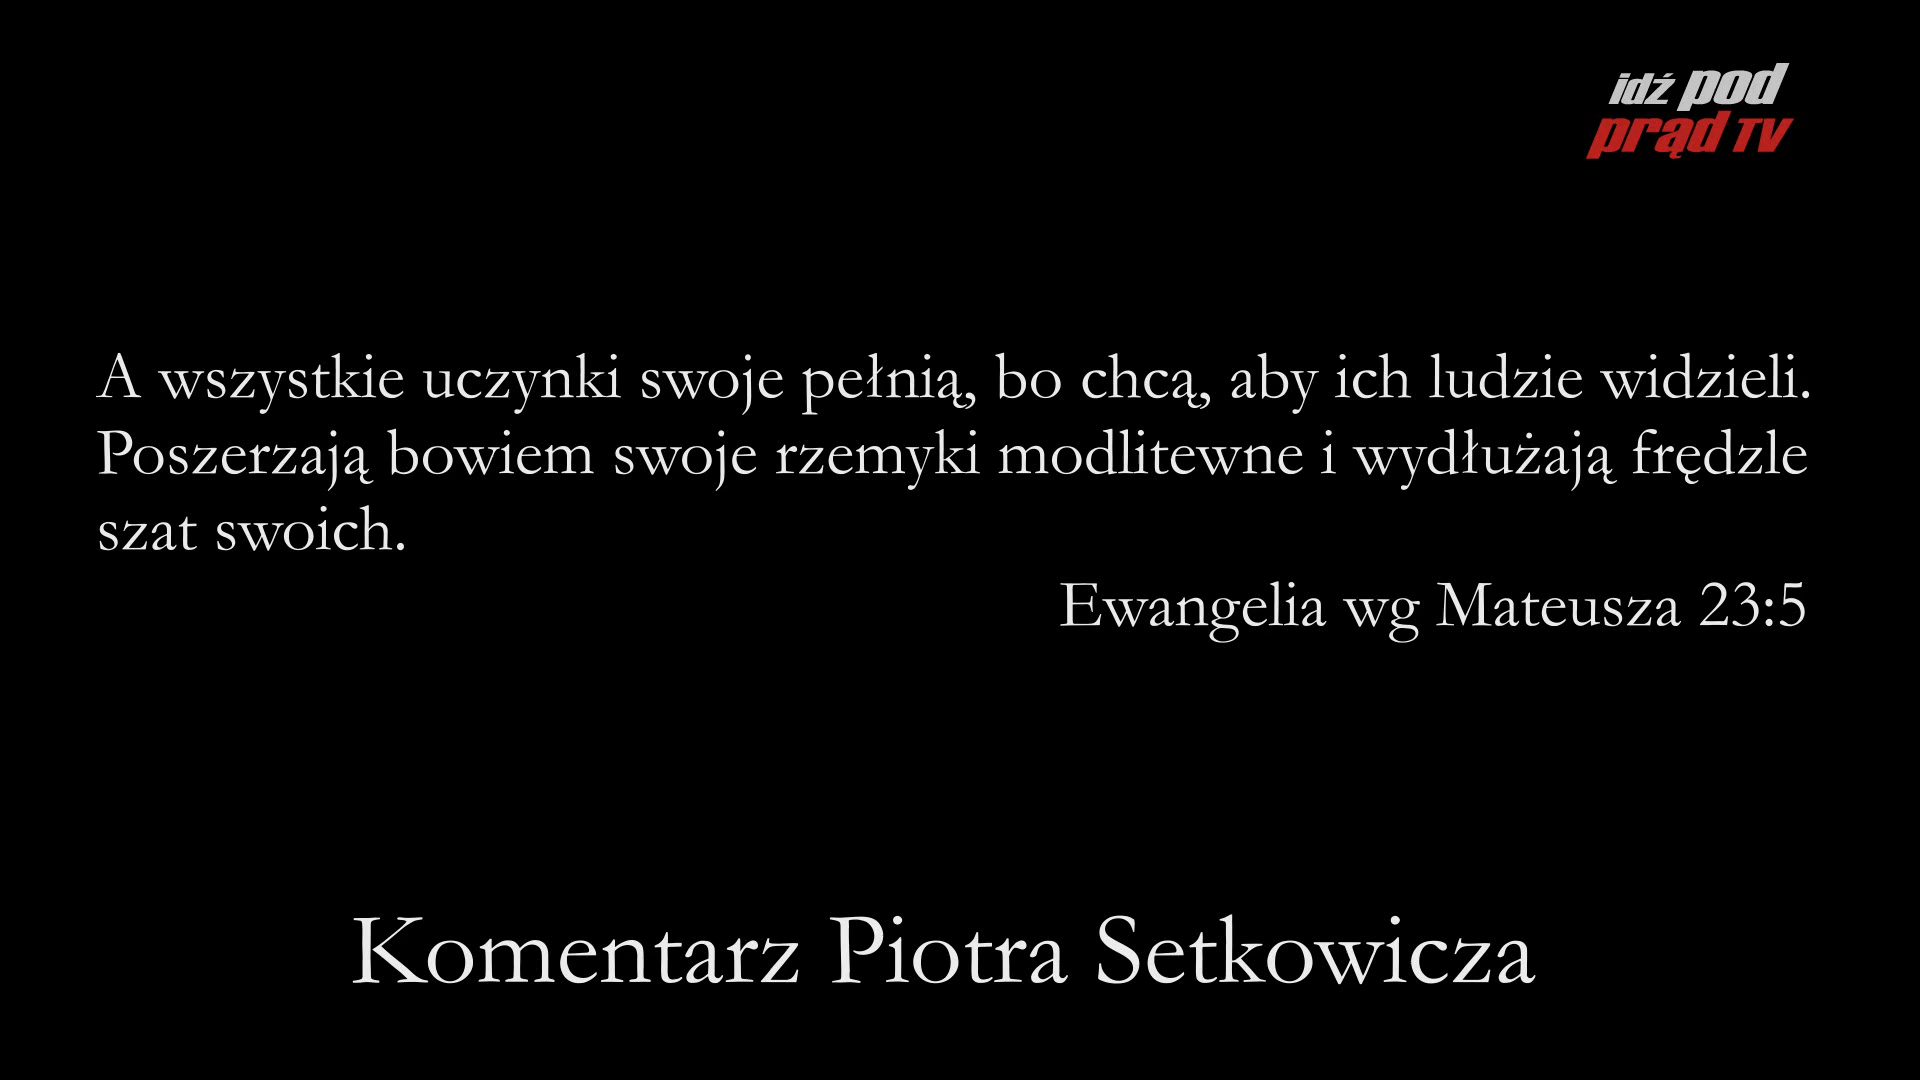 idź pod
prąd TV
A wszystkie uczynki swoje pełnią, bo chcą, aby ich ludzie widzieli.
Poszerzają bowiem swoje rzemyki modlitewne i wydłużają frędzle
szat swoich.
Ewangelia wg Mateusza 23:5
Komentarz Piotra Setkowicza